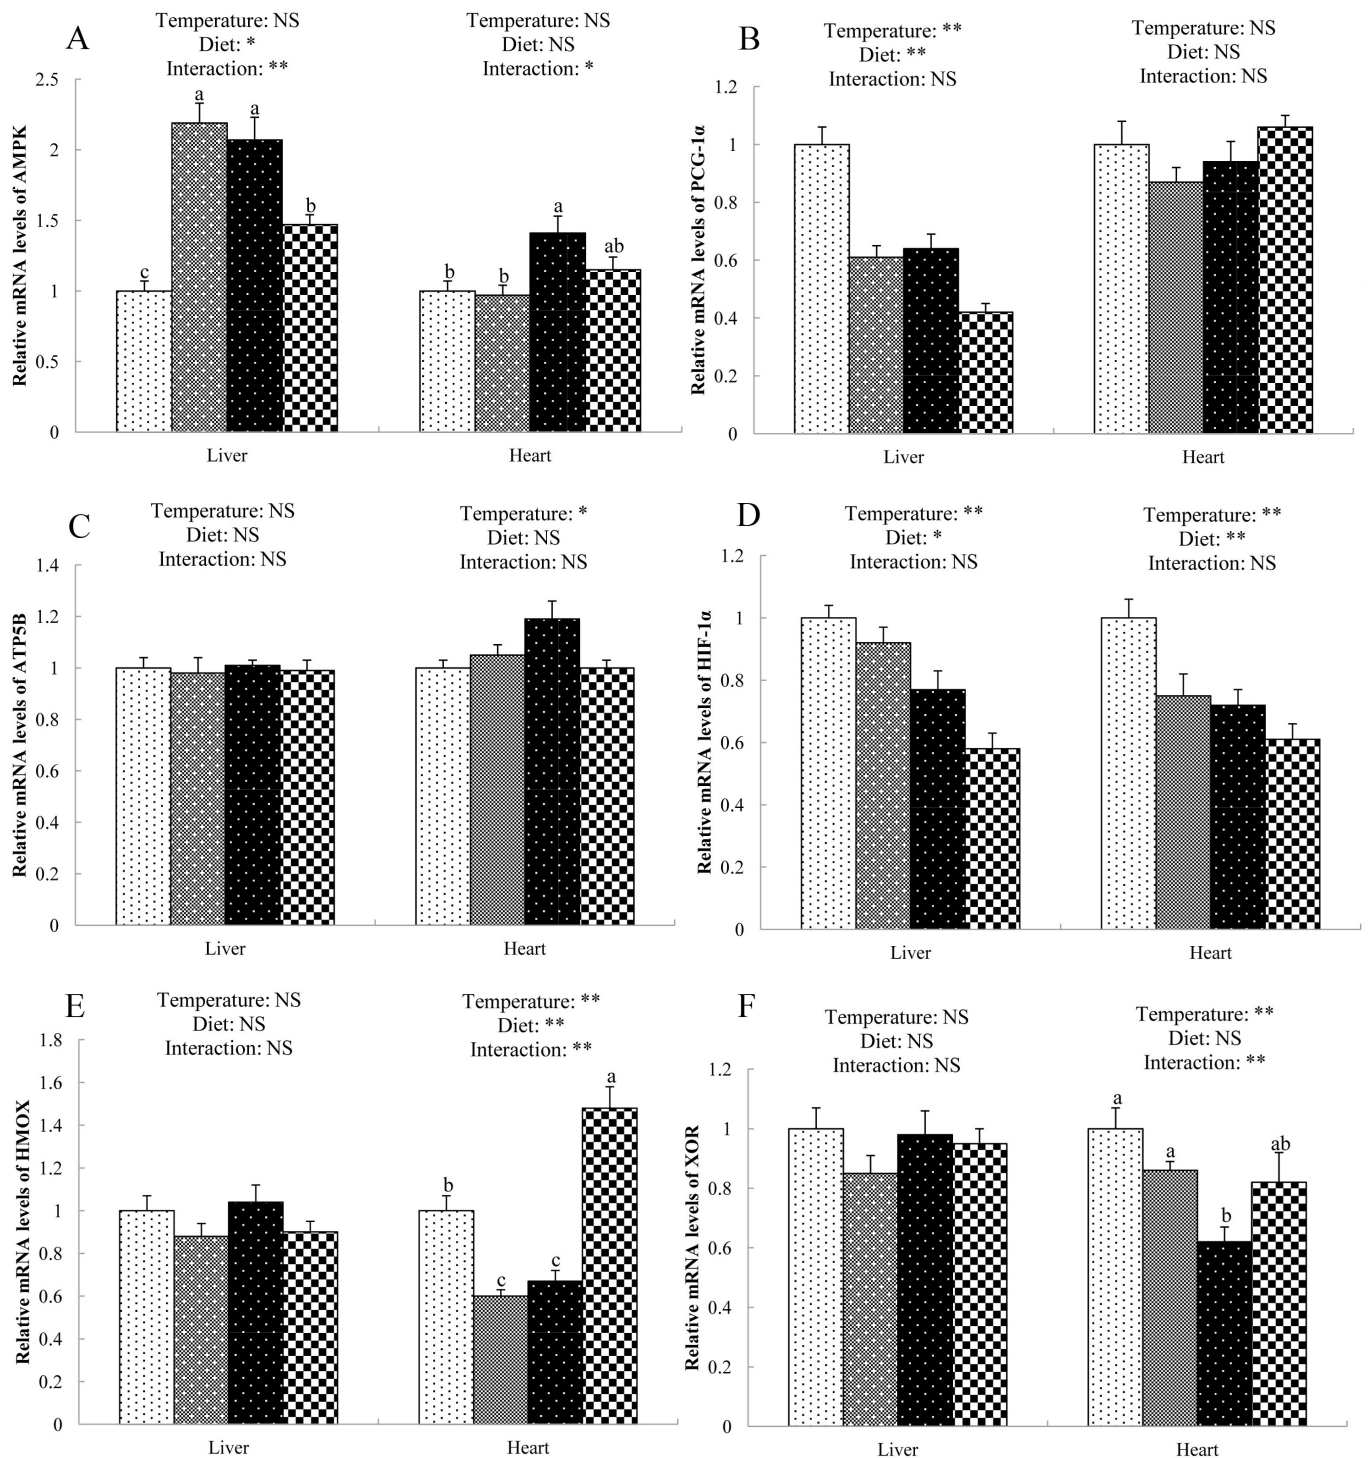 A
Temperature: NS
Diet: *
Interaction: **
Temperature: NS
Diet: NS
Interaction: *
Relative mRNA levels of AMPK
2.5
2
1.5
1
0.5
0
c
a
a
b
b
b
a
ab
Liver
Heart
B
Temperature: **
Diet: **
Interaction: NS
Temperature: NS
Diet: NS
Interaction: NS
Relative mRNA levels of PCG-1α
1.2
1
0.8
0.6
0.4
0.2
0
Liver
Heart
C
Temperature: NS
Diet: NS
Interaction: NS
Temperature: *
Diet: NS
Interaction: NS
Relative mRNA levels of ATP5B
1.4
1.2
1
0.8
0.6
0.4
0.2
0
Liver
Heart
D
Temperature: **
Diet: *
Interaction: NS
Temperature: **
Diet: **
Interaction: NS
Relative mRNA levels of HIF-1α
1.2
1
0.8
0.6
0.4
0.2
0
Liver
Heart
E
Temperature: NS
Diet: NS
Interaction: NS
Temperature: **
Diet: **
Interaction: **
Relative mRNA levels of HMOX
1.8
1.6
1.4
1.2
1
0.8
0.6
0.4
0.2
0
b
c
c
a
Liver
Heart
F
Temperature: NS
Diet: NS
Interaction: NS
Temperature: **
Diet: NS
Interaction: **
Relative mRNA levels of XOR
1.2
1
0.8
0.6
0.4
0.2
0
a
a
b
ab
Liver
Heart